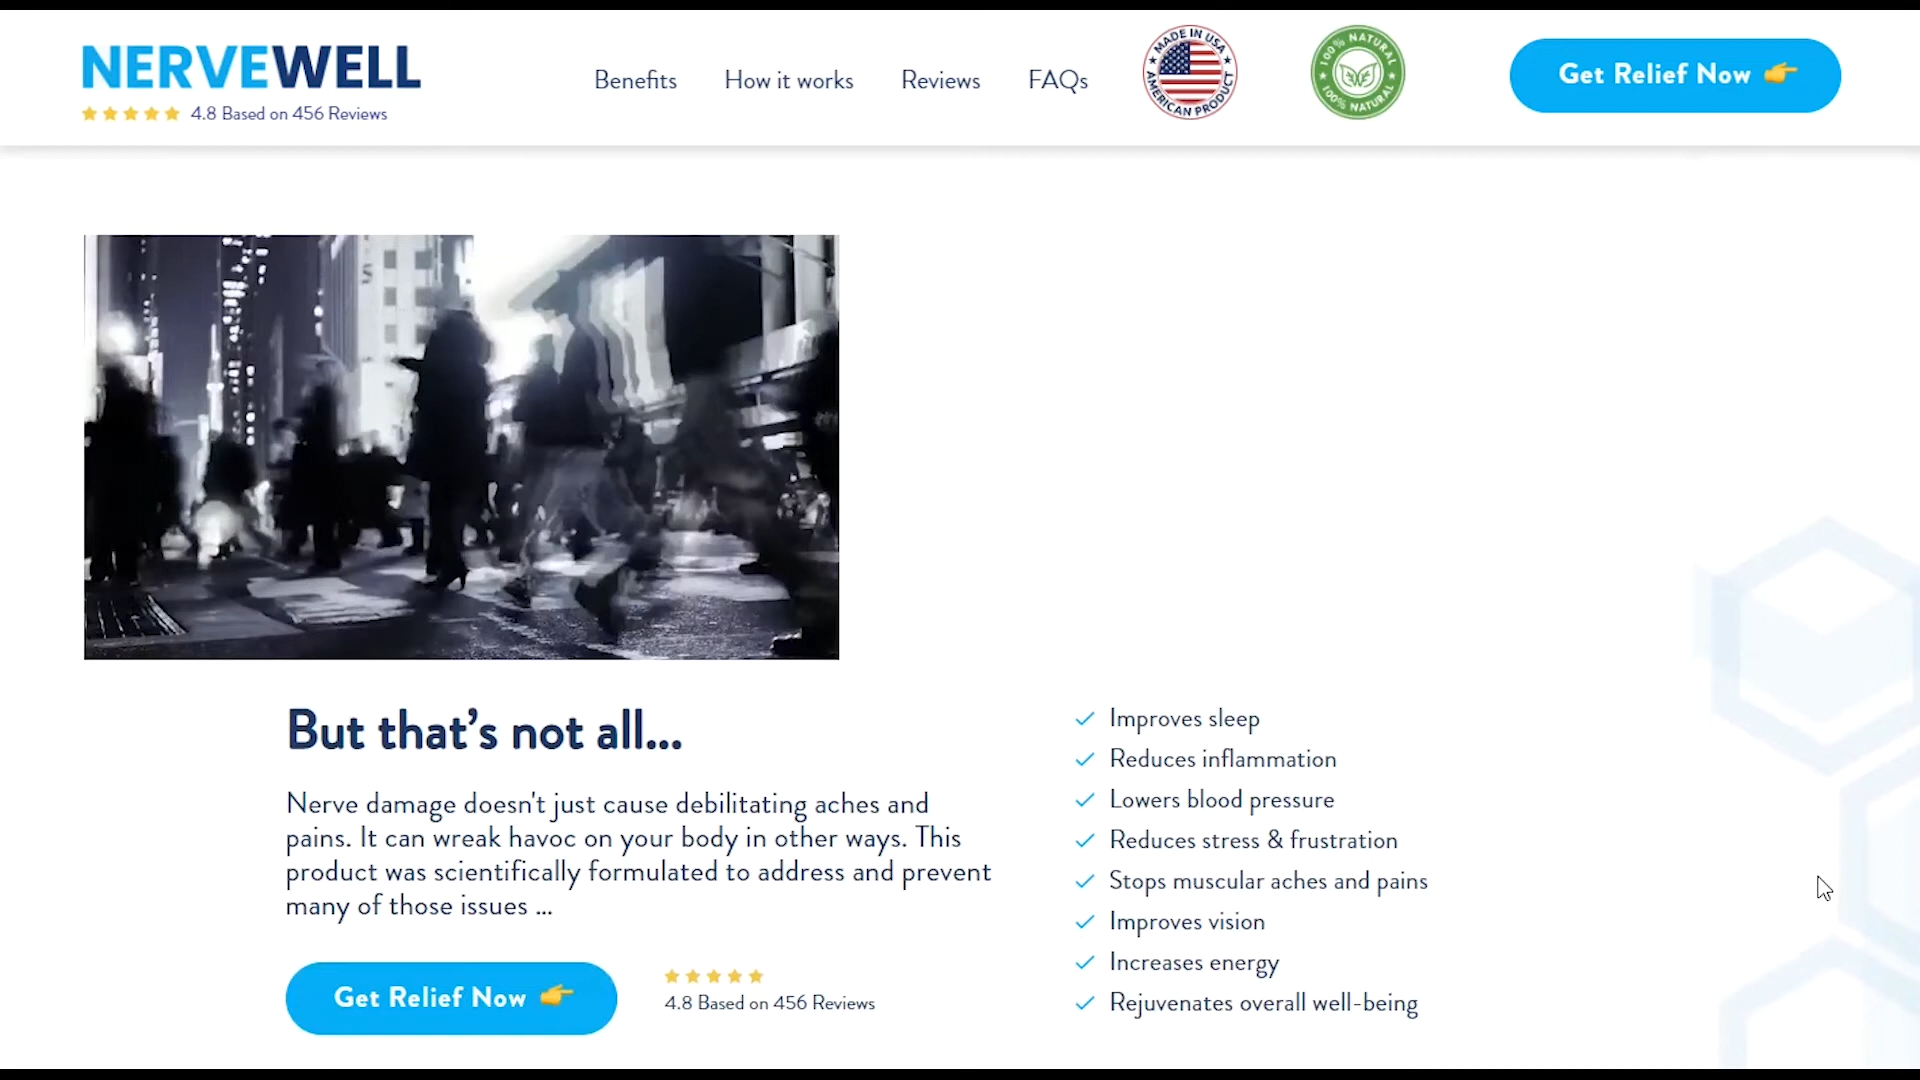 NERVEWELL
4.8 Based on 456 Reviews
Benefits
How it works
Reviews
FAQs
MADE IN USA
AMERICAN PRODUCT
100% NATURAL
100% NATURAL
Get Relief Now
S
But that's not all...
Nerve damage doesn't just cause debilitating aches and
pains. It can wreak havoc on your body in other ways. This
product was scientifically formulated to address and prevent
many of those issues ...
Get Relief Now
4.8 Based on 456 Reviews
Improves sleep
Reduces inflammation
Lowers blood pressure
Reduces stress & frustration
Stops muscular aches and pains
Improves vision
Increases energy
Rejuvenates overall well-being